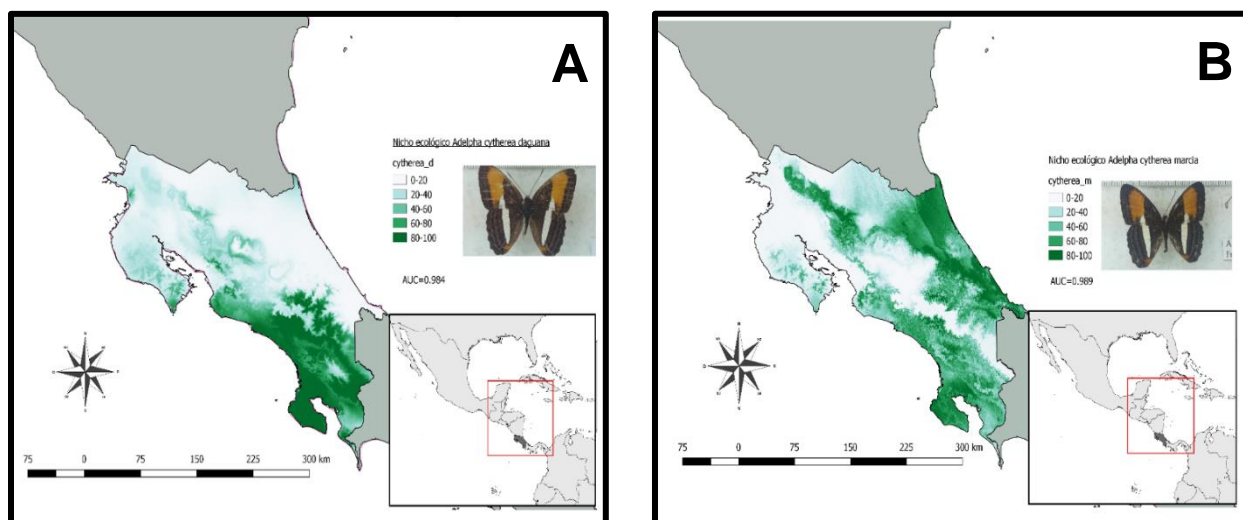 A
Nicho ecológico Adelpha cytherea daguana
cytherea_d
0-20
20-40
40-60
60-80
80-100
AUC=0.984
75 0 75 150 225 300 km
B
Nicho ecológico Adelpha cytherea marcia
cytherea_m
0-20
20-40
40-60
60-80
80-100
AUC=0.989
75 0 75 150 225 300 km